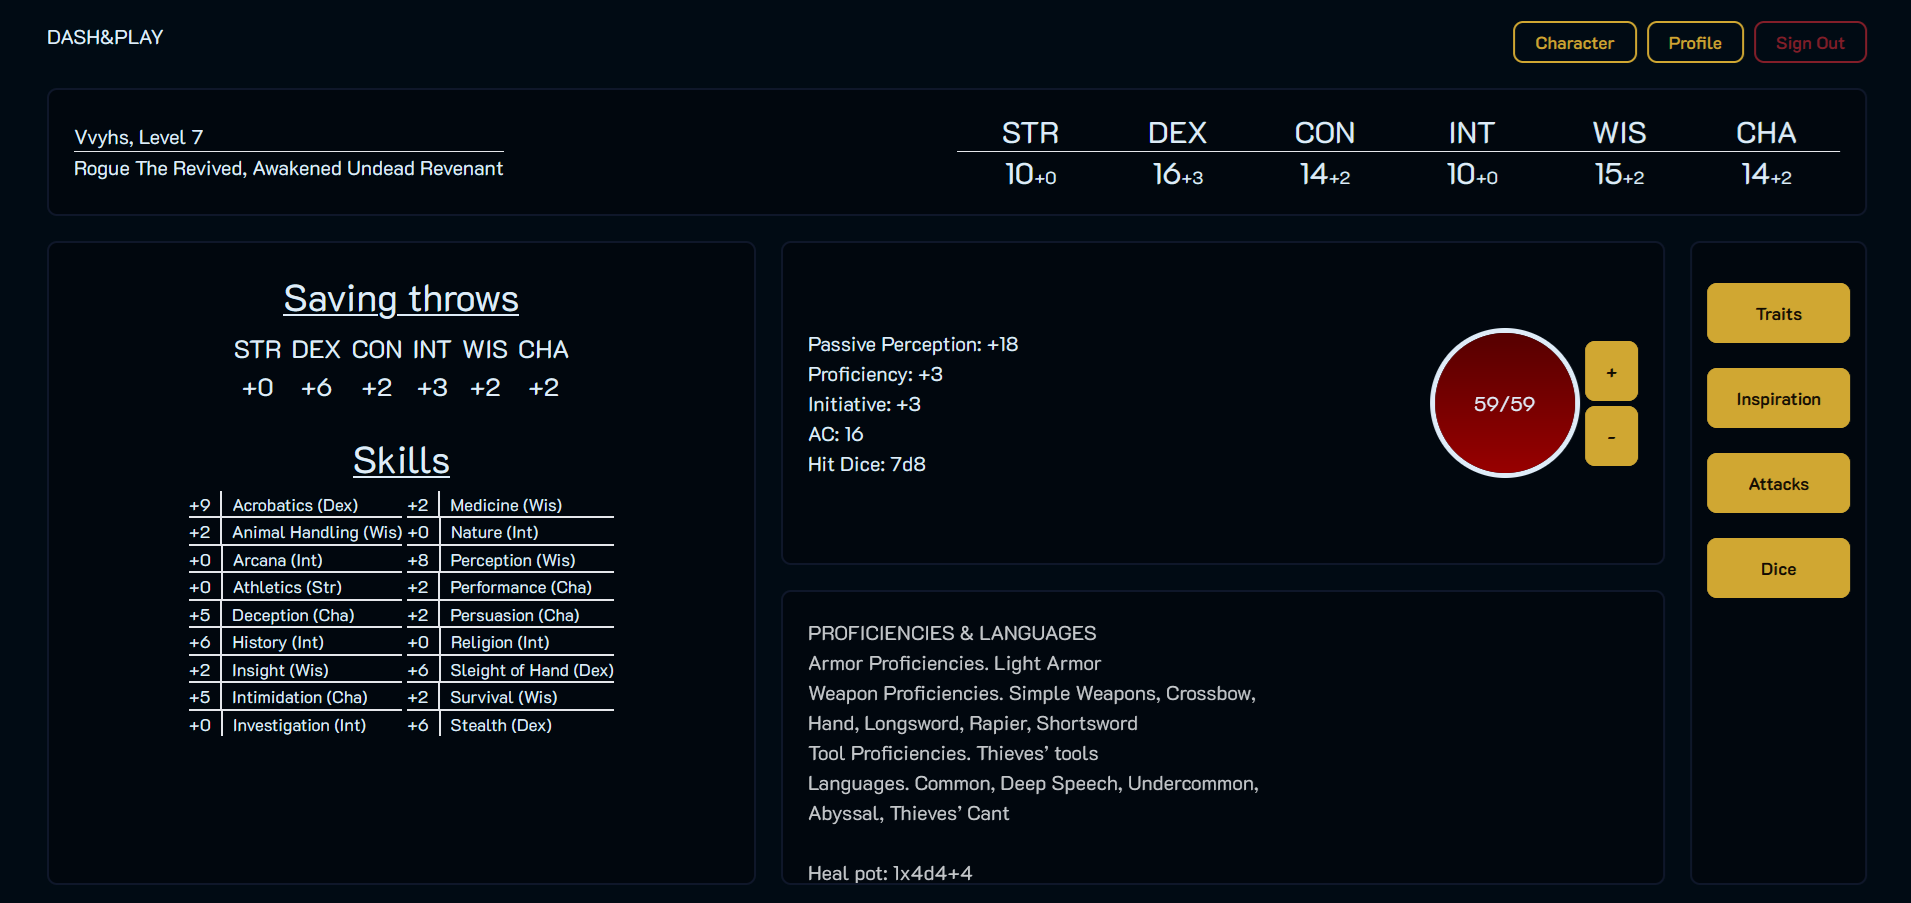 DASH&PLAY
Character Profile Sign Out
Vvyhs, Level 7
Rogue The Revived, Awakened Undead Revenant
STR DEX CON INT WIS CHA
10+0 16+3 14+2 10+0 15+2 14+2
Saving throws
STR DEX CON INT WIS CHA
+0 +6 +2 +3 +2 +2
Skills
+9 Acrobatics (Dex) +2 Medicine (Wis)
+2 Animal Handling (Wis) +0 Nature (Int)
+0 Arcana (Int) +8 Perception (Wis)
+0 Athletics (Str) +2 Performance (Cha)
+5 Deception (Cha) +2 Persuasion (Cha)
+6 History (Int) +0 Religion (Int)
+2 Insight (Wis) +6 Sleight of Hand (Dex)
+5 Intimidation (Cha) +2 Survival (Wis)
+0 Investigation (Int) +6 Stealth (Dex)
Passive Perception: +18
Proficiency: +3
Initiative: +3
AC: 16
Hit Dice: 7d8
59/59
+
-
PROFICIENCIES & LANGUAGES
Armor Proficiencies. Light Armor
Weapon Proficiencies. Simple Weapons, Crossbow,
Hand, Longsword, Rapier, Shortsword
Tool Proficiencies. Thieves’ tools
Languages. Common, Deep Speech, Undercommon,
Abyssal, Thieves’ Cant
Heal pot: 1x4d4+4
Traits
Inspiration
Attacks
Dice